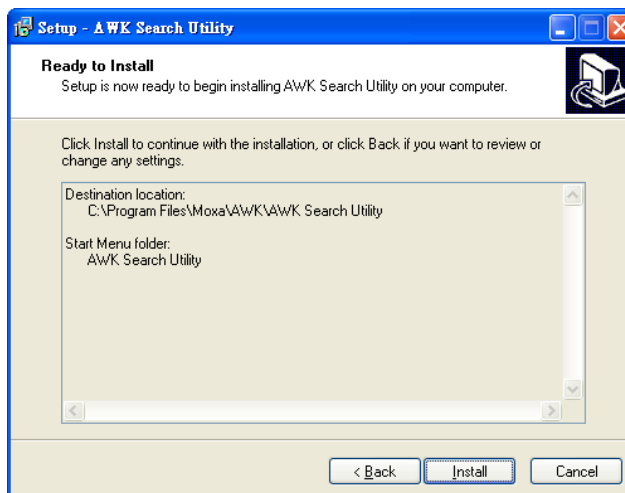 Setup - AWK Search Utility
Ready to Install
Setup is now ready to begin installing AWK Search Utility on your computer.
Click Install to continue with the installation, or click Back if you want to review or
change any settings.
Destination location:
C:\Program Files\Moxa\AWK\AWK Search Utility
Start Menu folder:
AWK Search Utility
< Back
Install
Cancel